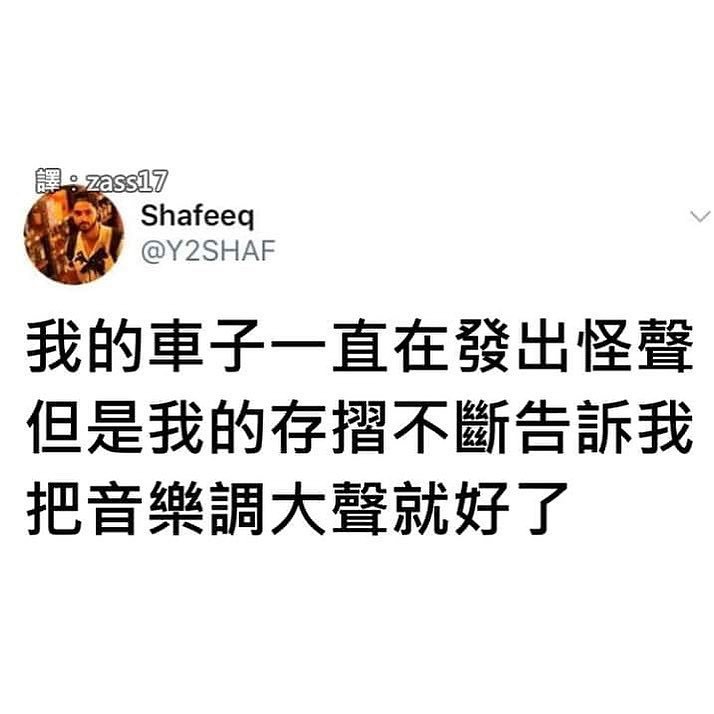 譯：zass17
Shafeeq
@Y2SHAF
我的車子一直在發出怪聲
但是我的存摺不斷告訴我
把音樂調大聲就好了